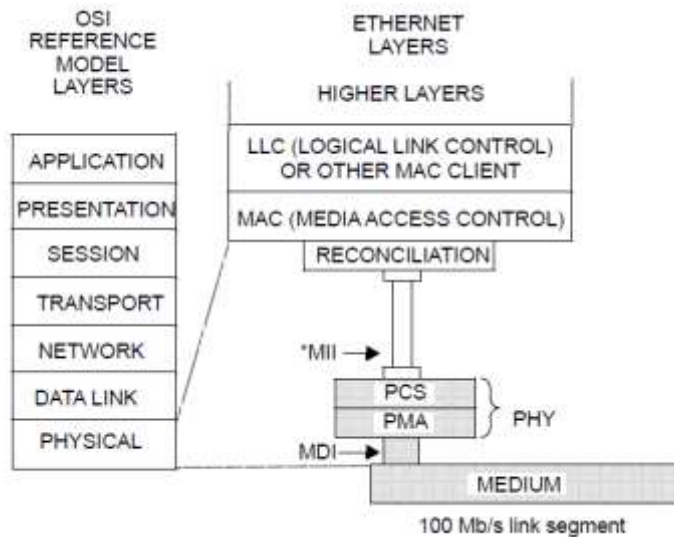 OSI
REFERENCE
MODEL
LAYERS
APPLICATION
PRESENTATION
SESSION
TRANSPORT
NETWORK
DATA LINK
PHYSICAL
ETHERNET
LAYERS
HIGHER LAYERS
LLC (LOGICAL LINK CONTROL)
OR OTHER MAC CLIENT
MAC (MEDIA ACCESS CONTROL)
RECONCILIATION
*MII
PCS
PMA
PHY
MDI
MEDIUM
100 Mb/s link segment